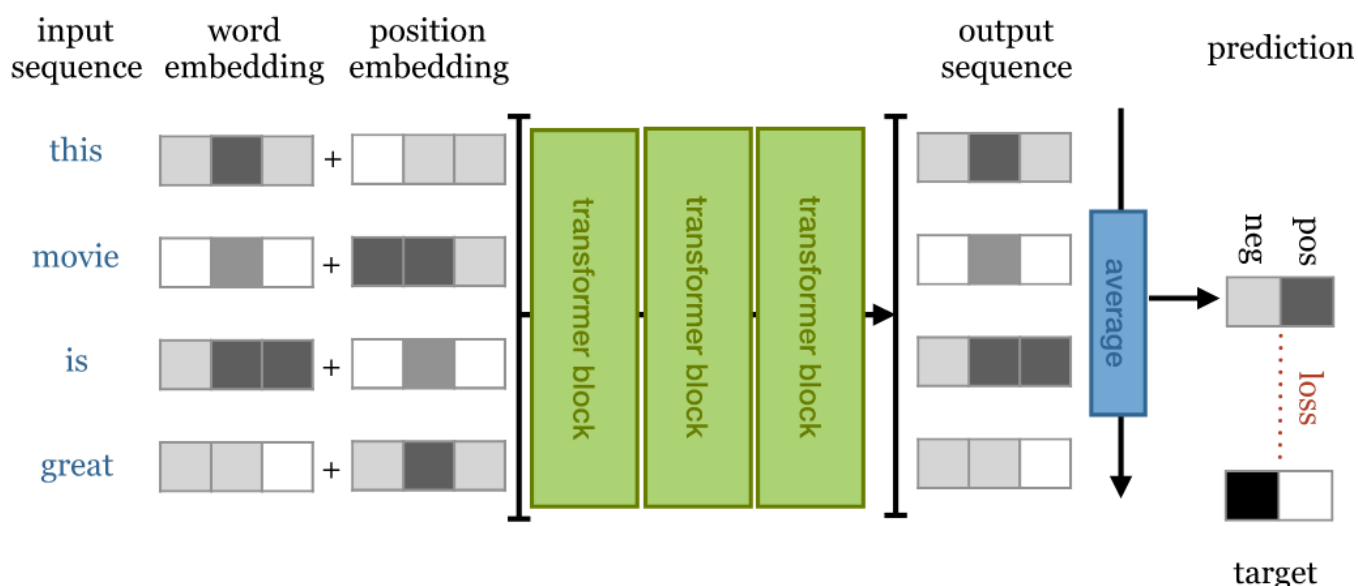 input
sequence
word
embedding
position
embedding
output
sequence
prediction
this
+
movie
+
is
+
great
+
transformer block
transformer block
transformer block
average
neg
pos
loss
target